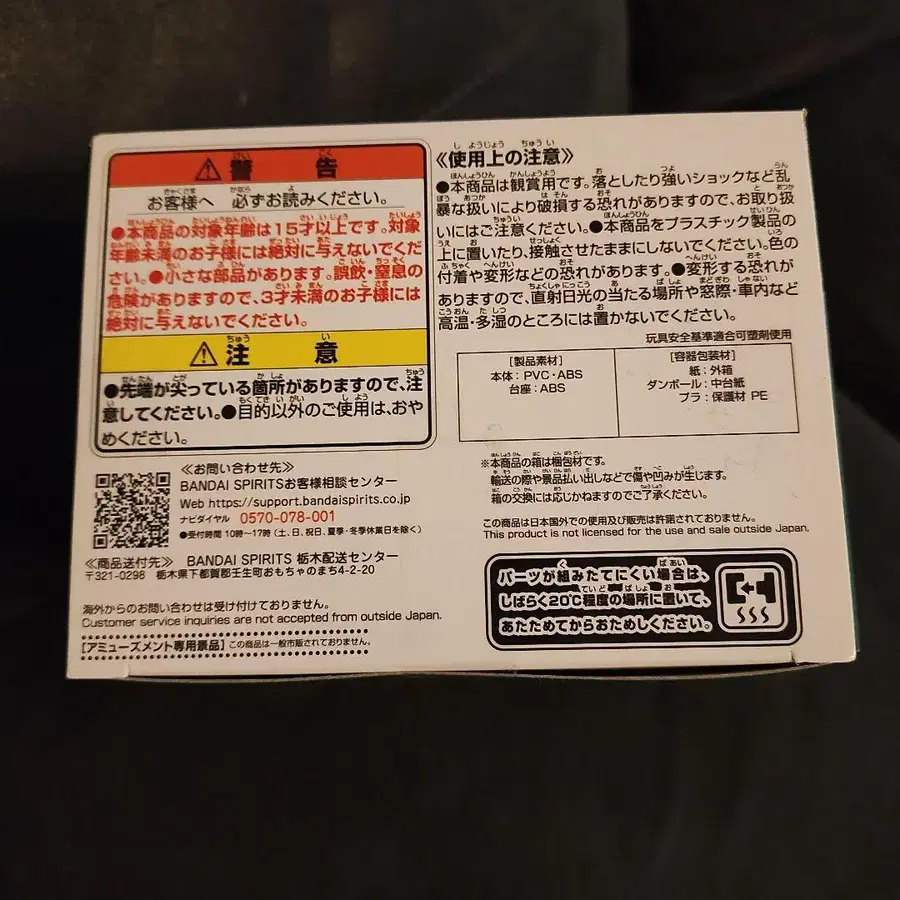 警告
お客様へ 必ずお読みください。
●本商品の対象年齢は15才以上です。対象
年齢未満のお子様には絶対に与えないでくだ
さい。●小さな部品があります。誤飲・窒息の
危険がありますので、3才未満のお子様には
絶対に与えないでください。
注意
●先端が尖っている箇所がありますので、注
意してください。●目的以外のご使用は、おや
めください。
≪お問い合わせ先≫
BANDAI SPIRITSお客様相談センター
Web https://support.bandaispirits.co.jp
ナビダイヤル 0570-078-001
●受付時間 10時〜17時(土、日、祝日、夏季・冬季休業日を除く)
≪商品送付先≫ BANDAI SPIRITS 栃木配送センター
〒321-0298 栃木県下都賀郡壬生町おもちゃのまち4-2-20
海外からのお問い合わせは受け付けておりません。
Customer service inquiries are not accepted from outside Japan.
[アミューズメント専用景品] この商品は一般市販されておりません。
《使用上の注意》
●本商品は観賞用です。落としたり強いショックなど乱
暴な扱いにより破損する恐れがありますので、お取り扱
いにはご注意ください。●本商品をプラスチック製品の
上に置いたり、接触させたままにしないでください。色の
付着や変形などの恐れがあります。●変形する恐れが
ありますので、直射日光の当たる場所や窓際・車内など
高温・多湿のところには置かないでください。
玩具安全基準適合可塑剤使用
[製品素材]
本体:PVC・ABS
台座:ABS
[容器包装材]
紙:外箱
ダンボール:中台紙
プラ:保護材 PE
※本商品の箱は梱包材です。
輸送の際や景品払い出しなどで傷や凹みが生じます。
箱の交換には応じかねますのでご了承ください。
この商品は日本国外での使用及び販売は許諾されておりません。
This product is not licensed for the use and sale outside Japan.
パーツが組みたてにくい場合は、
しばらく20℃程度の場所に置いて、
あたためてからおためしください。